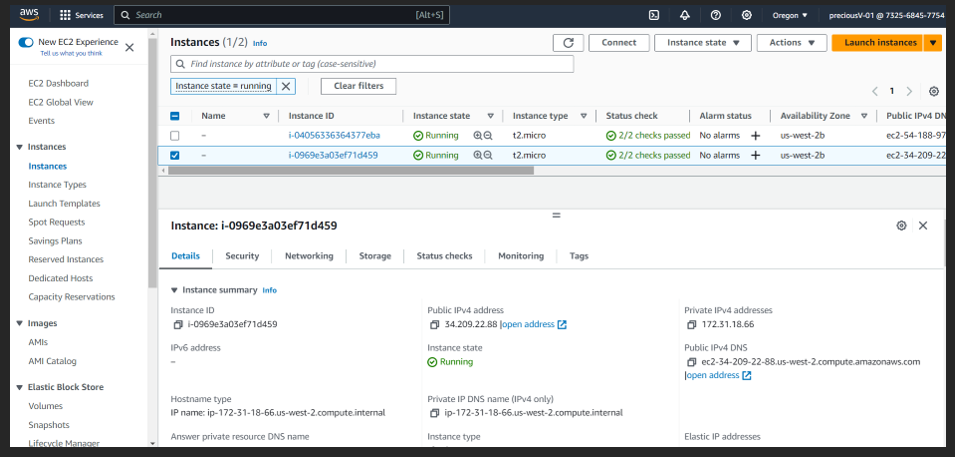 aws Services Search [Alt+S] Oregon preciousV-01 @ 7325-6845-7754
New EC2 Experience
Tell us what you think
EC2 Dashboard
EC2 Global View
Events
Instances
Instances
Instance Types
Launch Templates
Spot Requests
Savings Plans
Reserved Instances
Dedicated Hosts
Capacity Reservations
Images
AMIs
AMI Catalog
Elastic Block Store
Volumes
Snapshots
Lifecycle Manager
Instances (1/2) Info
Connect Instance state Actions Launch instances
Find instance by attribute or tag (case-sensitive)
Instance state = running Clear filters
1
Name Instance ID Instance state Instance type Status check Alarm status Availability Zone Public IPv4 DN
– i-04056336364377eba Running t2.micro 2/2 checks passed No alarms + us-west-2b ec2-54-188-97
– i-0969e3a03ef71d459 Running t2.micro 2/2 checks passed No alarms + us-west-2b ec2-34-209-22
Instance: i-0969e3a03ef71d459
Details Security Networking Storage Status checks Monitoring Tags
Instance summary Info
Instance ID
i-0969e3a03ef71d459
Public IPv4 address
34.209.22.88 |open address
Private IPv4 addresses
172.31.18.66
IPv6 address
–
Instance state
Running
Public IPv4 DNS
ec2-34-209-22-88.us-west-2.compute.amazonaws.com
|open address
Hostname type
IP name: ip-172-31-18-66.us-west-2.compute.internal
Private IP DNS name (IPv4 only)
ip-172-31-18-66.us-west-2.compute.internal
Answer private resource DNS name
Instance type
Elastic IP addresses